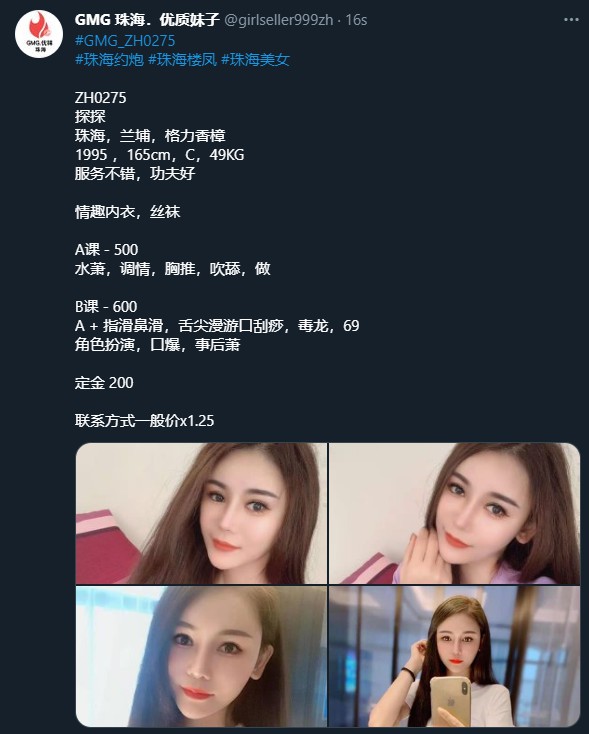 GMG 珠海．优质妹子 @girlseller999zh · 16s
GMG.优妹
珠海
#GMG_ZH0275
#珠海约炮 #珠海楼凤 #珠海美女
ZH0275
探探
珠海，兰埔，格力香樟
1995 ，165cm，C，49KG
服务不错，功夫好
情趣内衣，丝袜
A课 - 500
水萧，调情，胸推，吹舔，做
B课 - 600
A + 指滑鼻滑，舌尖漫游口刮痧，毒龙，69
角色扮演，口爆，事后萧
定金 200
联系方式一般价x1.25